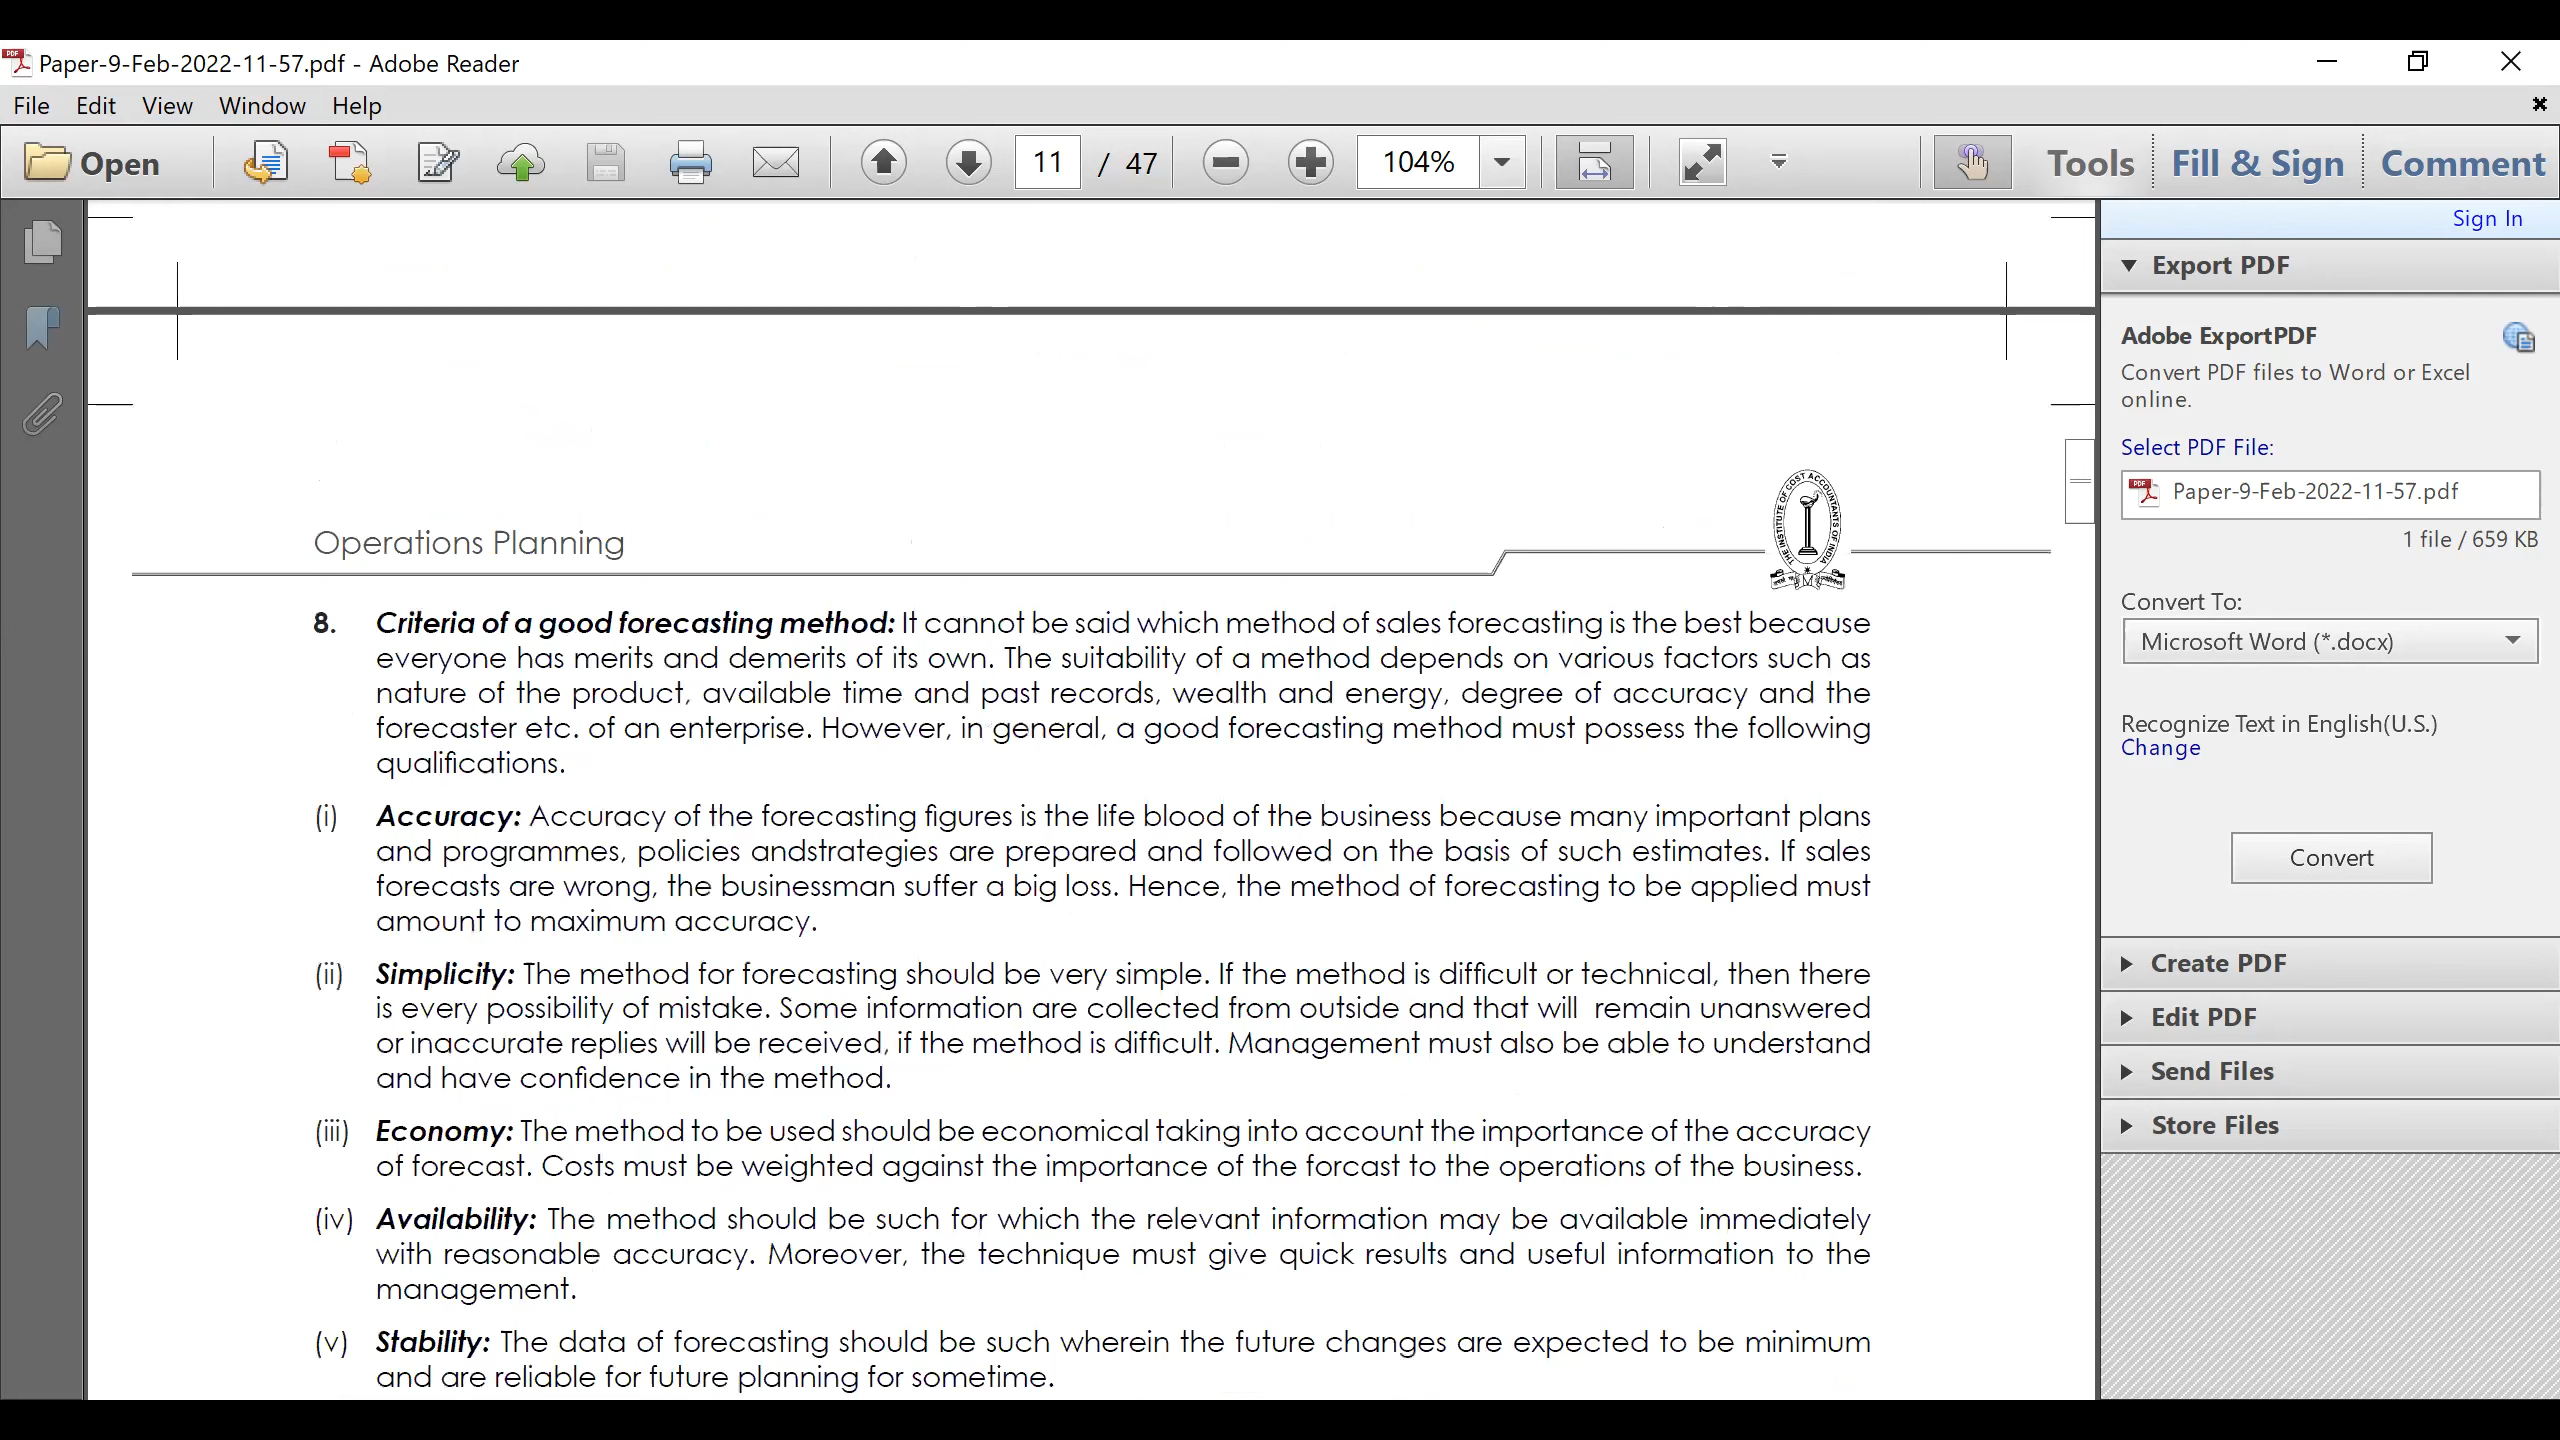 Paper-9-Feb-2022-11-57.pdf - Adobe Reader
File Edit View Window Help
Open 11 / 47 104% Tools Fill & Sign Comment
Sign In
Export PDF
Adobe ExportPDF
Convert PDF files to Word or Excel
online.
Select PDF File:
Paper-9-Feb-2022-11-57.pdf
1 file / 659 KB
Convert To:
Microsoft Word (*.docx)
Recognize Text in English(U.S.)
Change
Convert
Create PDF
Edit PDF
Send Files
Store Files
THE INSTITUTE OF COST ACCOUNTANTS OF INDIA
Operations Planning
8. Criteria of a good forecasting method: It cannot be said which method of sales forecasting is the best because
everyone has merits and demerits of its own. The suitability of a method depends on various factors such as
nature of the product, available time and past records, wealth and energy, degree of accuracy and the
forecaster etc. of an enterprise. However, in general, a good forecasting method must possess the following
qualifications.
(i) Accuracy: Accuracy of the forecasting figures is the life blood of the business because many important plans
and programmes, policies andstrategies are prepared and followed on the basis of such estimates. If sales
forecasts are wrong, the businessman suffer a big loss. Hence, the method of forecasting to be applied must
amount to maximum accuracy.
(ii) Simplicity: The method for forecasting should be very simple. If the method is difficult or technical, then there
is every possibility of mistake. Some information are collected from outside and that will remain unanswered
or inaccurate replies will be received, if the method is difficult. Management must also be able to understand
and have confidence in the method.
(iii) Economy: The method to be used should be economical taking into account the importance of the accuracy
of forecast. Costs must be weighted against the importance of the forcast to the operations of the business.
(iv) Availability: The method should be such for which the relevant information may be available immediately
with reasonable accuracy. Moreover, the technique must give quick results and useful information to the
management.
(v) Stability: The data of forecasting should be such wherein the future changes are expected to be minimum
and are reliable for future planning for sometime.